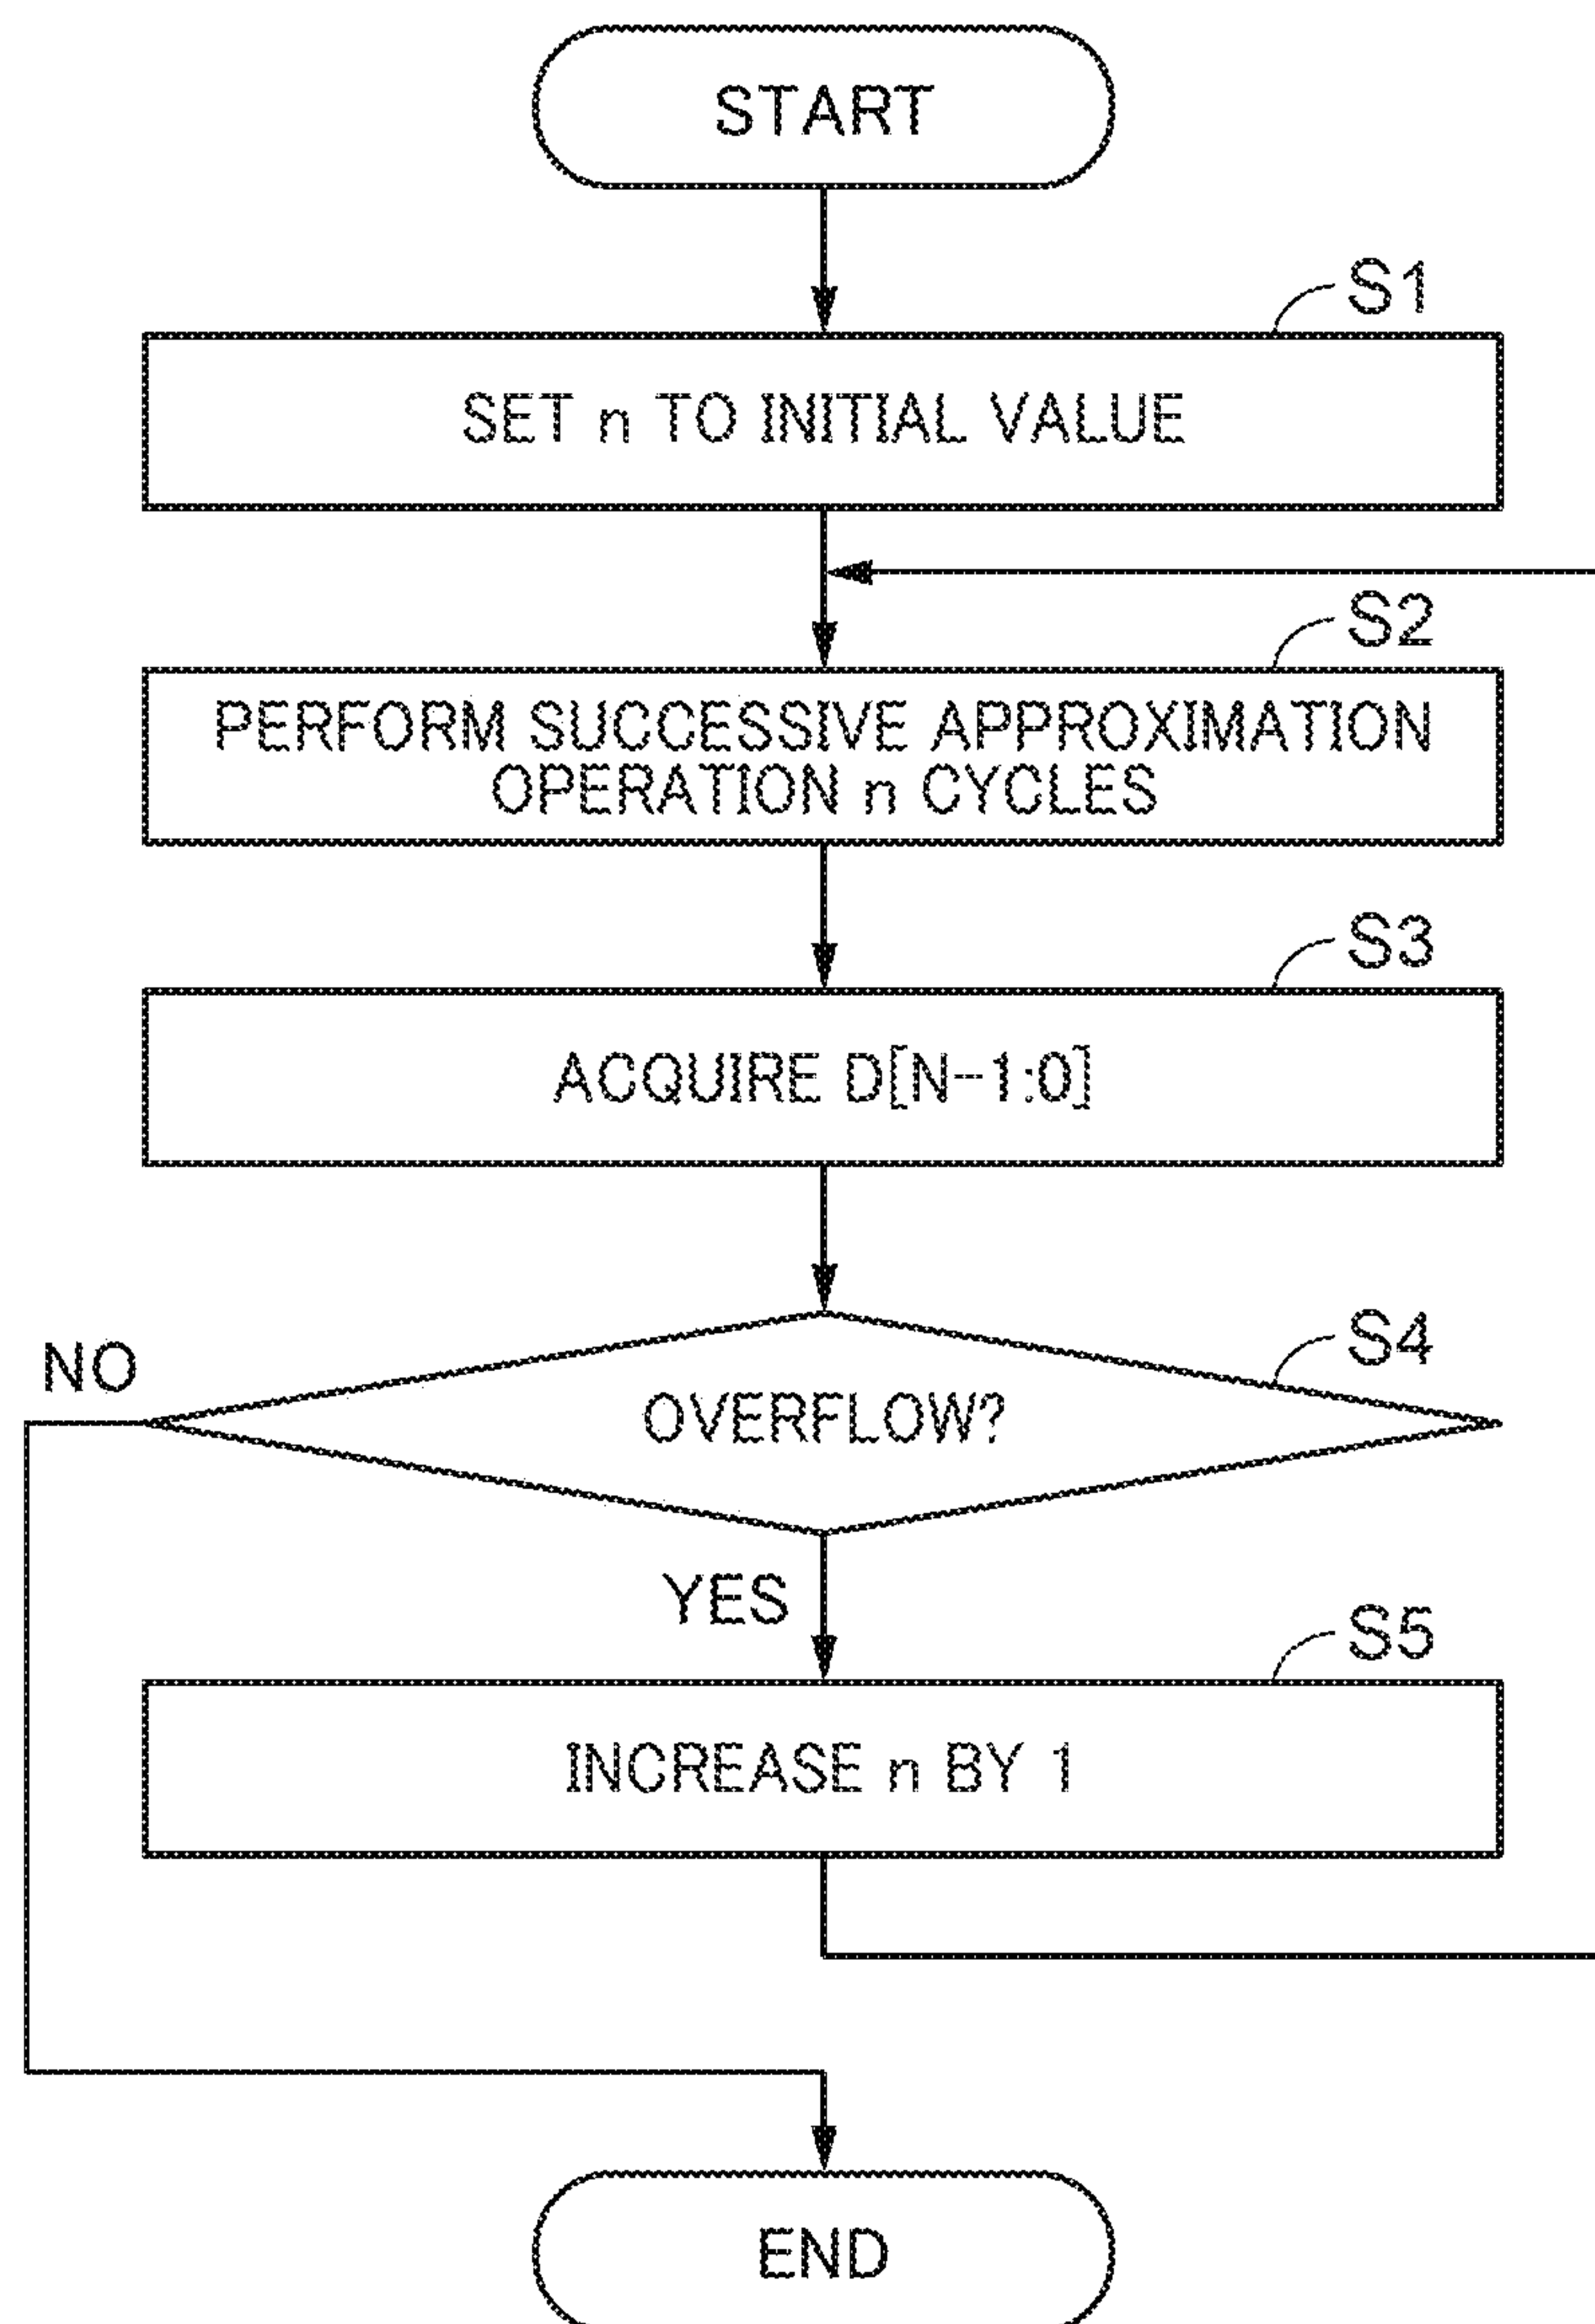 START
S1
SET n TO INITIAL VALUE
S2
PERFORM SUCCESSIVE APPROXIMATION
OPERATION n CYCLES
S3
ACQUIRE D[N-1:0]
S4
NO
OVERFLOW?
YES
S5
INCREASE n BY 1
END